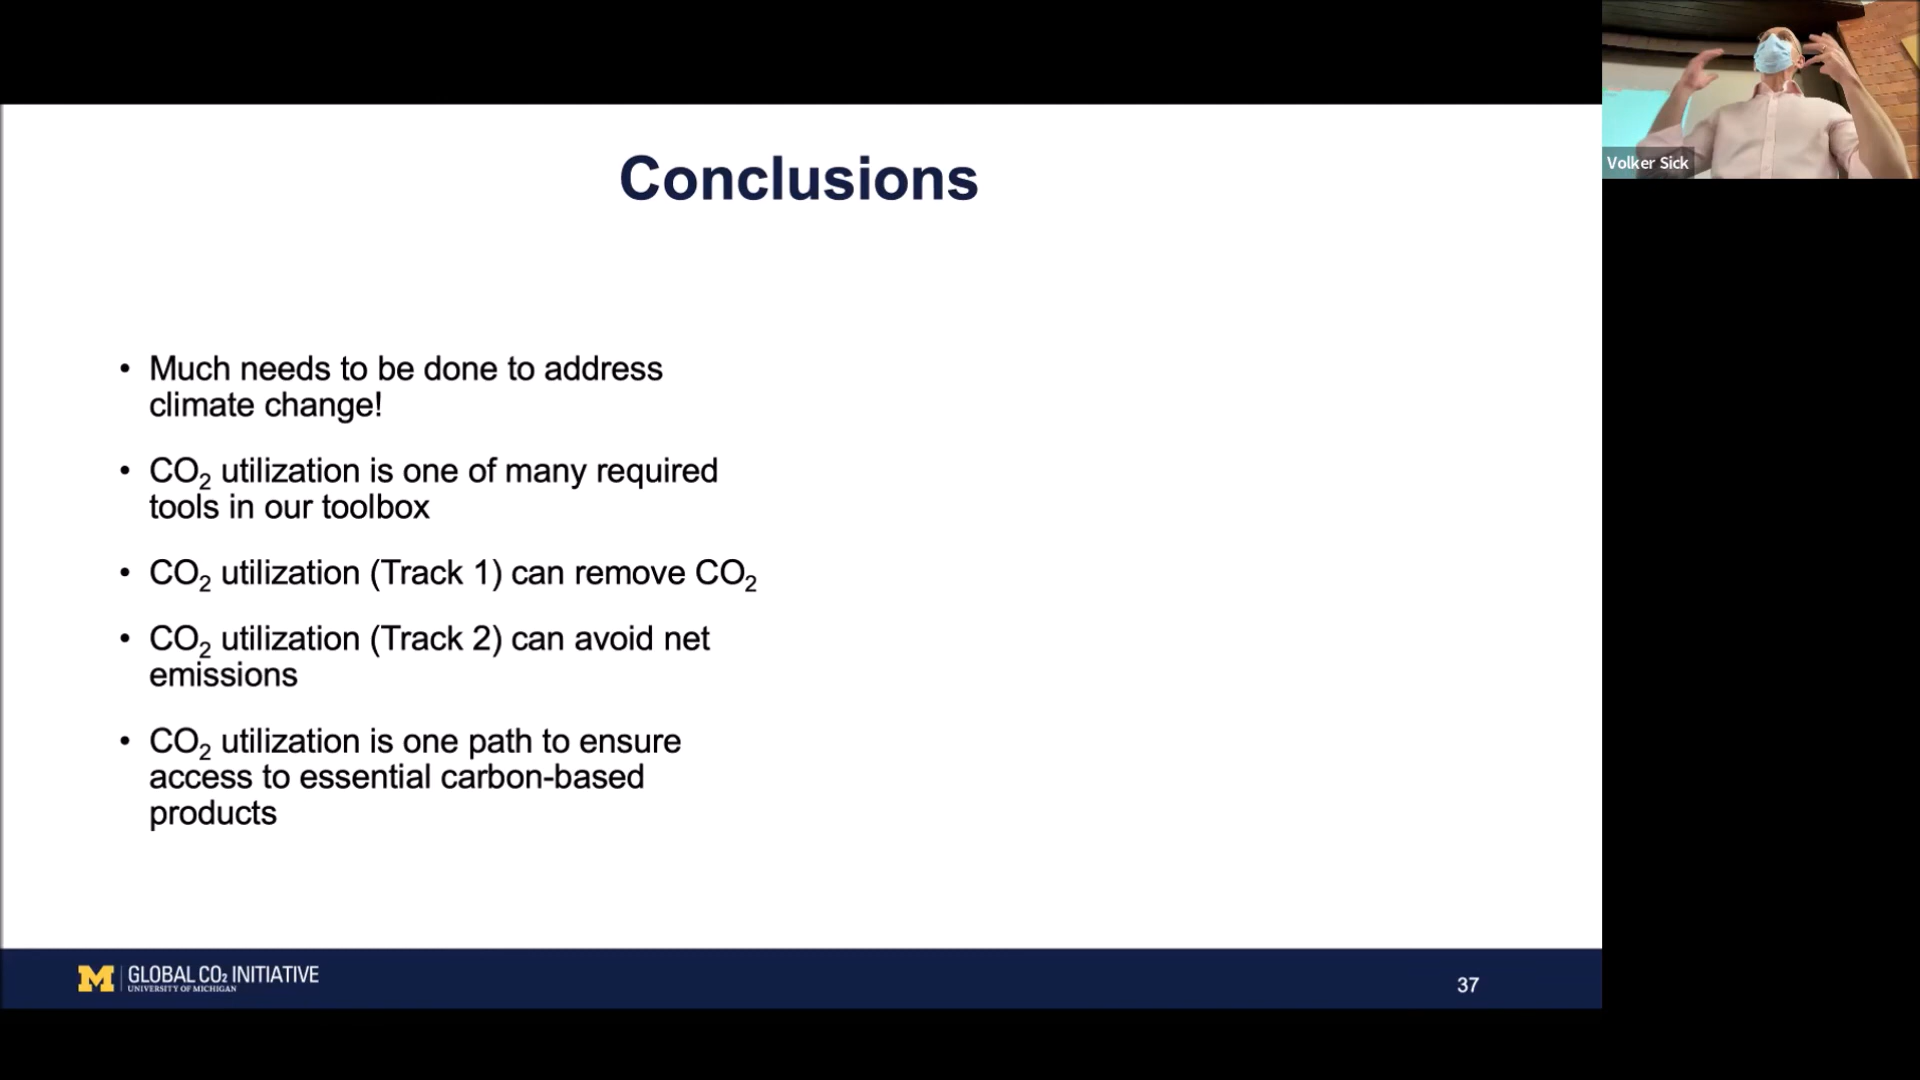 Conclusions
• Much needs to be done to address
climate change!
• CO₂ utilization is one of many required
tools in our toolbox
• CO₂ utilization (Track 1) can remove CO₂
• CO₂ utilization (Track 2) can avoid net
emissions
• CO₂ utilization is one path to ensure
access to essential carbon-based
products
M GLOBAL CO₂ INITIATIVE
UNIVERSITY OF MICHIGAN
37
Volker Sick